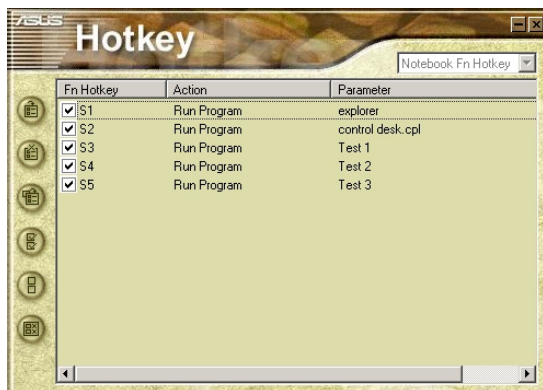 ASUS
Hotkey
Notebook Fn Hotkey
Fn Hotkey Action Parameter
S1 Run Program explorer
S2 Run Program control desk.cpl
S3 Run Program Test 1
S4 Run Program Test 2
S5 Run Program Test 3